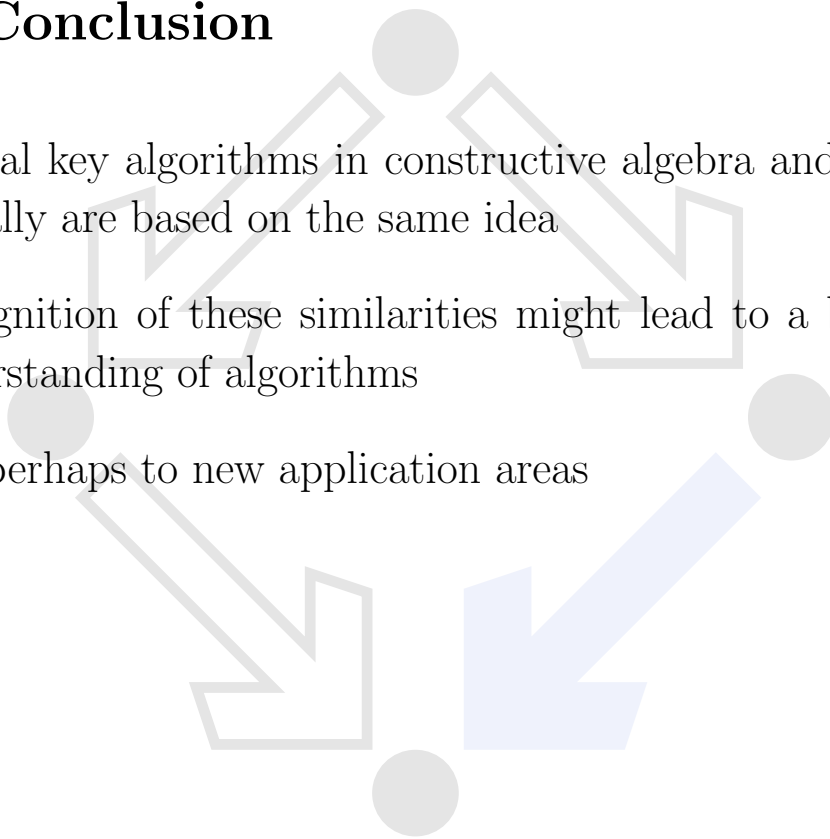 Conclusion
al key algorithms in constructive algebra and
ally are based on the same idea
gnition of these similarities might lead to a
rstanding of algorithms
perhaps to new application areas